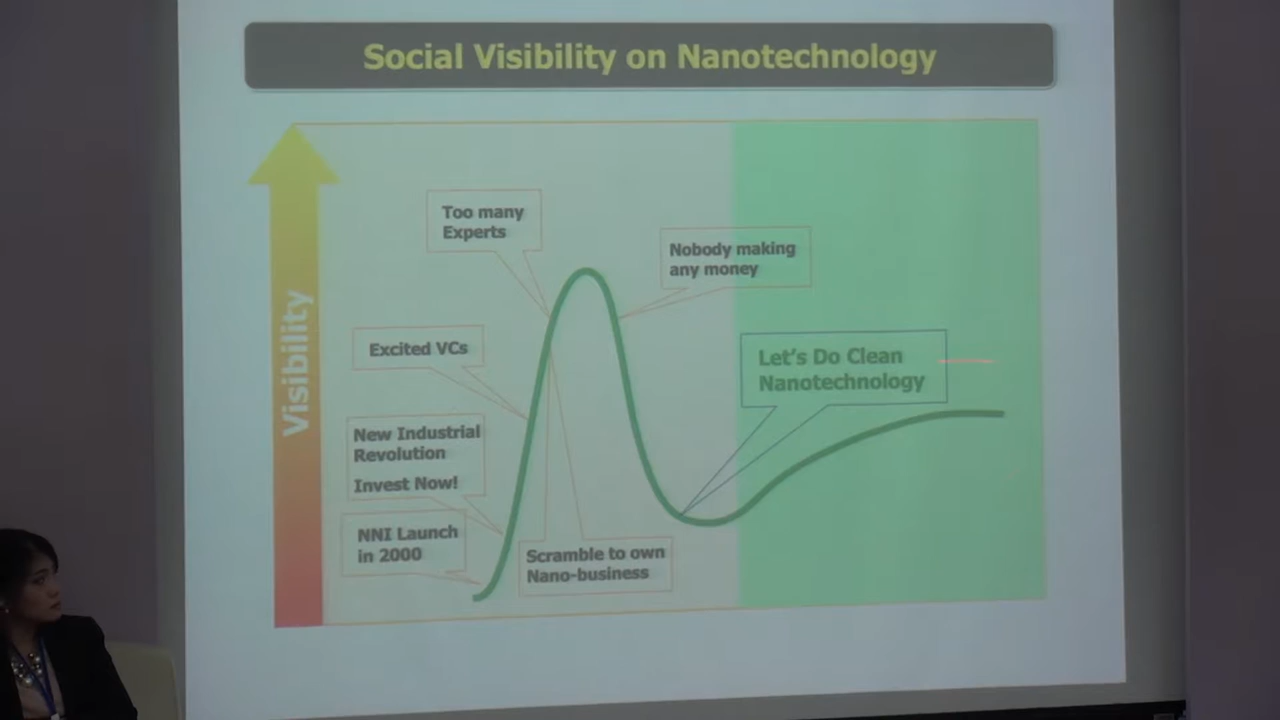 Social Visibility on Nanotechnology
Visibility
Too many
Experts
Nobody making
any money
Excited VCs
Let's Do Clean
Nanotechnology
New Industrial
Revolution
Invest Now!
NNI Launch
in 2000
Scramble to own
Nano-business